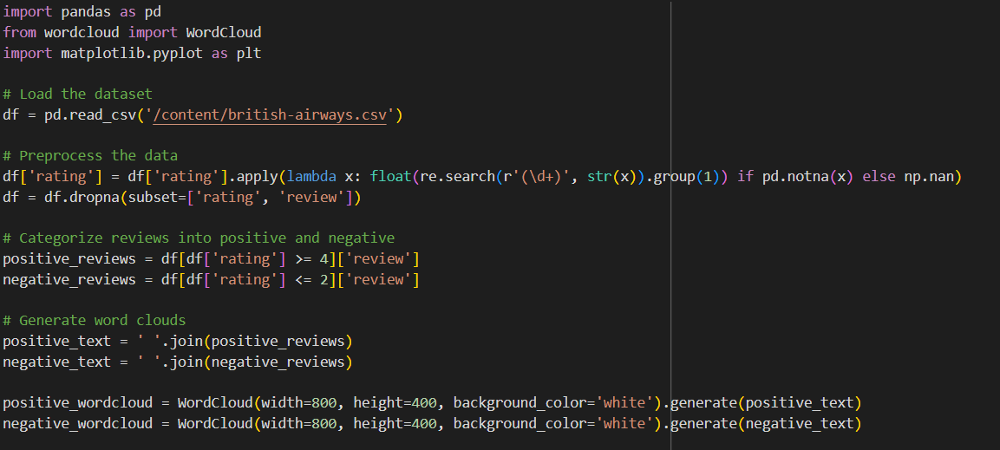 import pandas as pd
from wordcloud import WordCloud
import matplotlib.pyplot as plt

# Load the dataset
df = pd.read_csv('/content/british-airways.csv')

# Preprocess the data
df['rating'] = df['rating'].apply(lambda x: float(re.search(r'(\d+)', str(x)).group(1)) if pd.notna(x) else np.nan)
df = df.dropna(subset=['rating', 'review'])

# Categorize reviews into positive and negative
positive_reviews = df[df['rating'] >= 4]['review']
negative_reviews = df[df['rating'] <= 2]['review']

# Generate word clouds
positive_text = ' '.join(positive_reviews)
negative_text = ' '.join(negative_reviews)

positive_wordcloud = WordCloud(width=800, height=400, background_color='white').generate(positive_text)
negative_wordcloud = WordCloud(width=800, height=400, background_color='white').generate(negative_text)